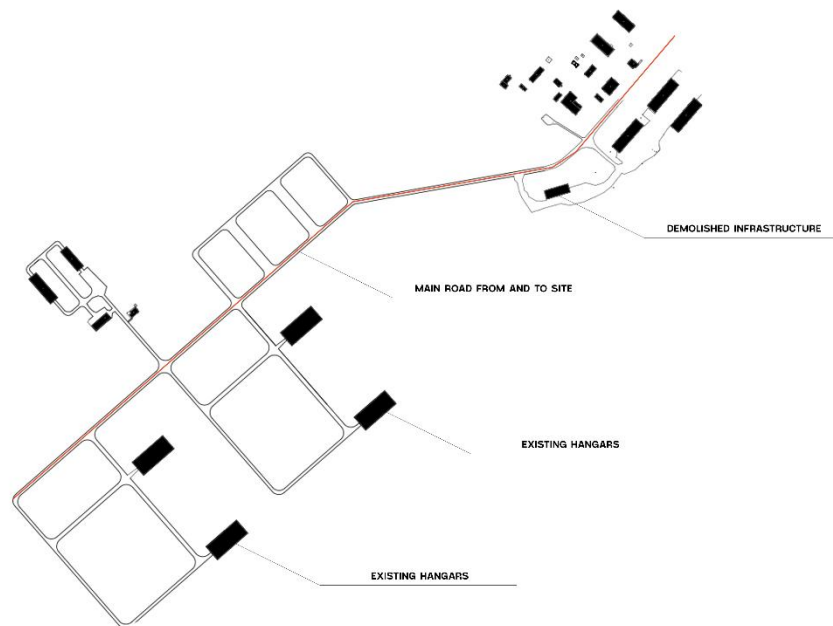 DEMOLISHED INFRASTRUCTURE
MAIN ROAD FROM AND TO SITE
EXISTING HANGARS
EXISTING HANGARS